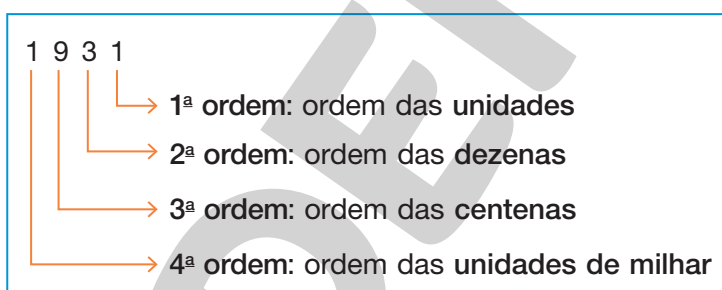 1 9 3 1
1ª ordem: ordem das unidades
2ª ordem: ordem das dezenas
3ª ordem: ordem das centenas
4ª ordem: ordem das unidades de milhar